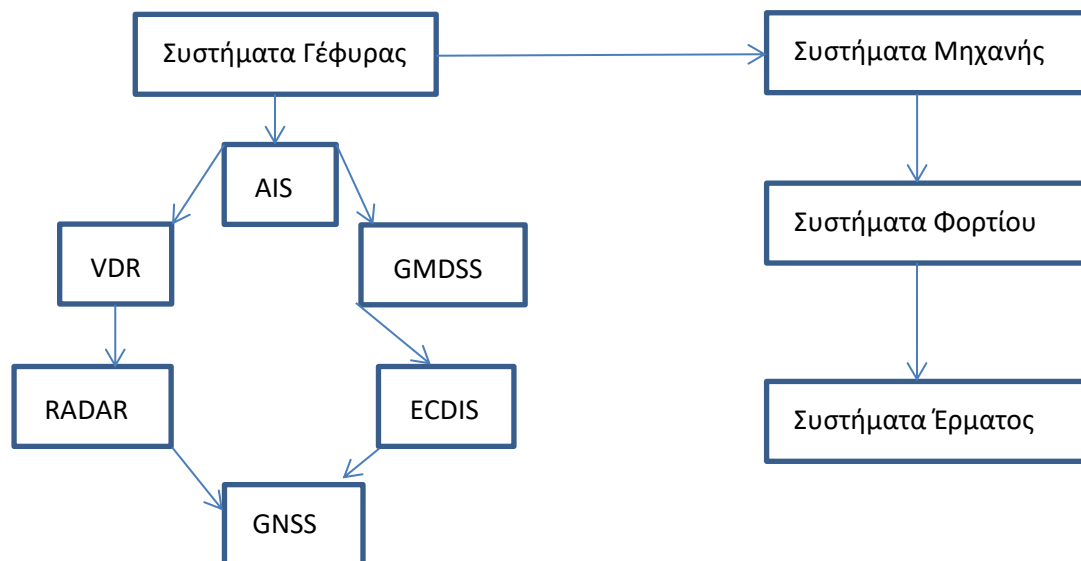 Συστήματα Γέφυρας
Συστήματα Μηχανής
AIS
Συστήματα Φορτίου
VDR
GMDSS
RADAR
ECDIS
Συστήματα Έρματος
GNSS